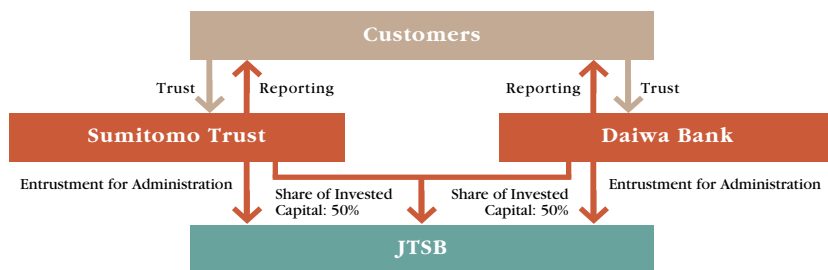 Customers
Trust
Reporting
Reporting
Trust
Sumitomo Trust
Daiwa Bank
Entrustment for Administration
Share of Invested
Capital: 50%
Share of Invested
Capital: 50%
Entrustment for Administration
JTSB